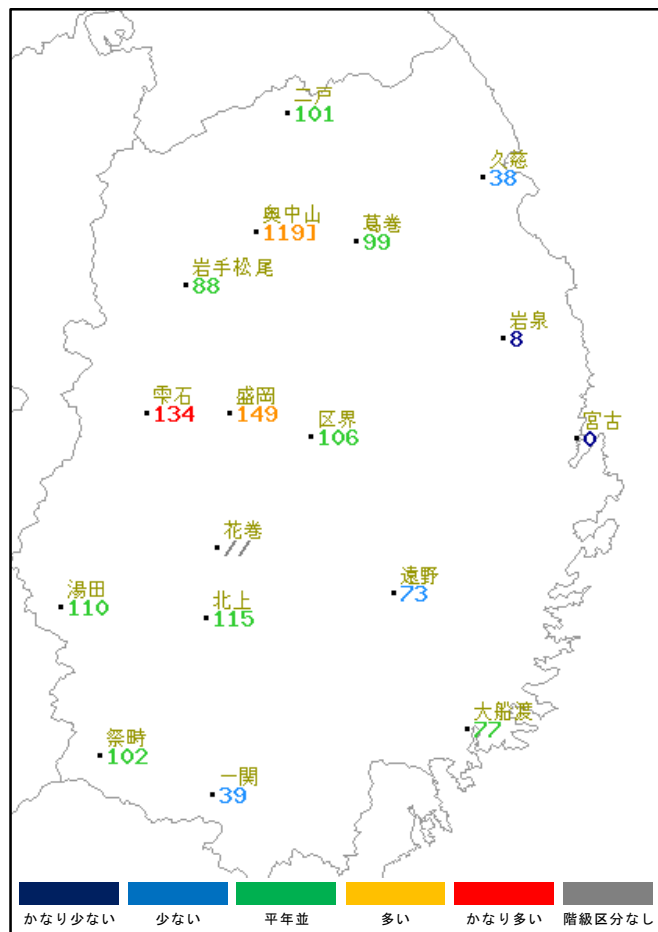 二戸
101
久慈
38
奥中山
119]
葛巻
99
岩手松尾
88
岩泉
8
雫石
134
盛岡
149
区界
106
宮古
0
花巻
//
遠野
73
湯田
110
北上
115
大船渡
77
祭畤
102
一関
39
かなり少ない 少ない 平年並 多い かなり多い 階級区分なし